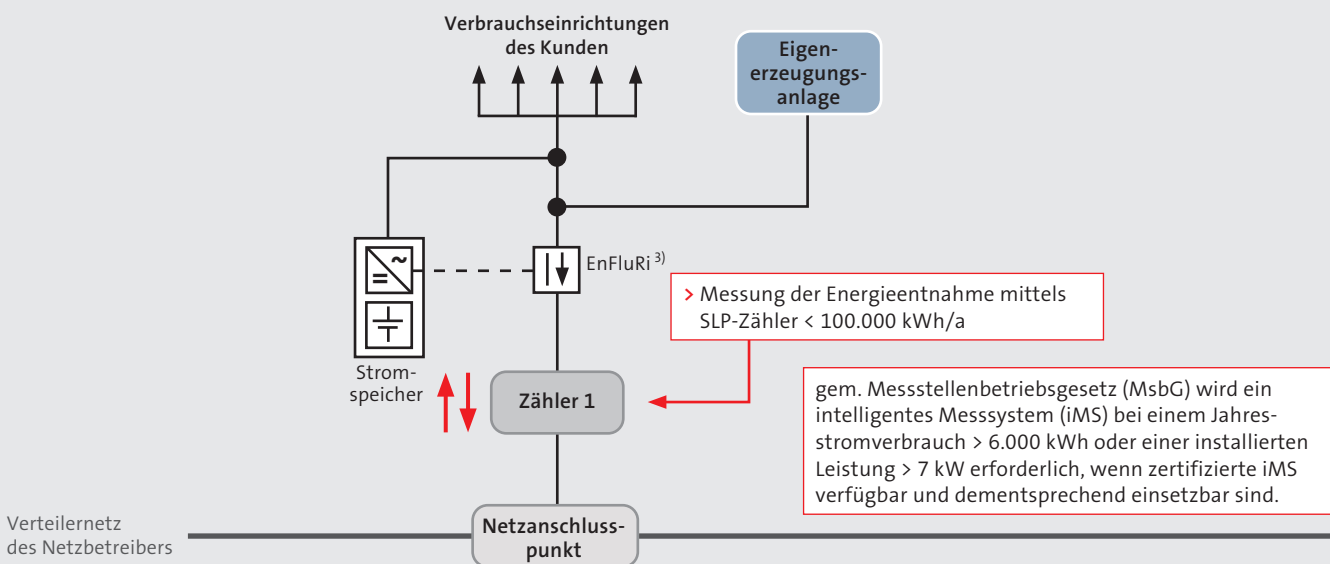 Verbrauchseinrichtungen
des Kunden
Eigen-
erzeugungs-
anlage
EnFluRi 3)
> Messung der Energieentnahme mittels
SLP-Zähler < 100.000 kWh/a
Strom-
speicher
Zähler 1
gem. Messstellenbetriebsgesetz (MsbG) wird ein
intelligentes Messsystem (iMS) bei einem Jahres-
stromverbrauch > 6.000 kWh oder einer installierten
Leistung > 7 kW erforderlich, wenn zertifizierte iMS
verfügbar und dementsprechend einsetzbar sind.
Verteilernetz
des Netzbetreibers
Netzanschluss-
punkt